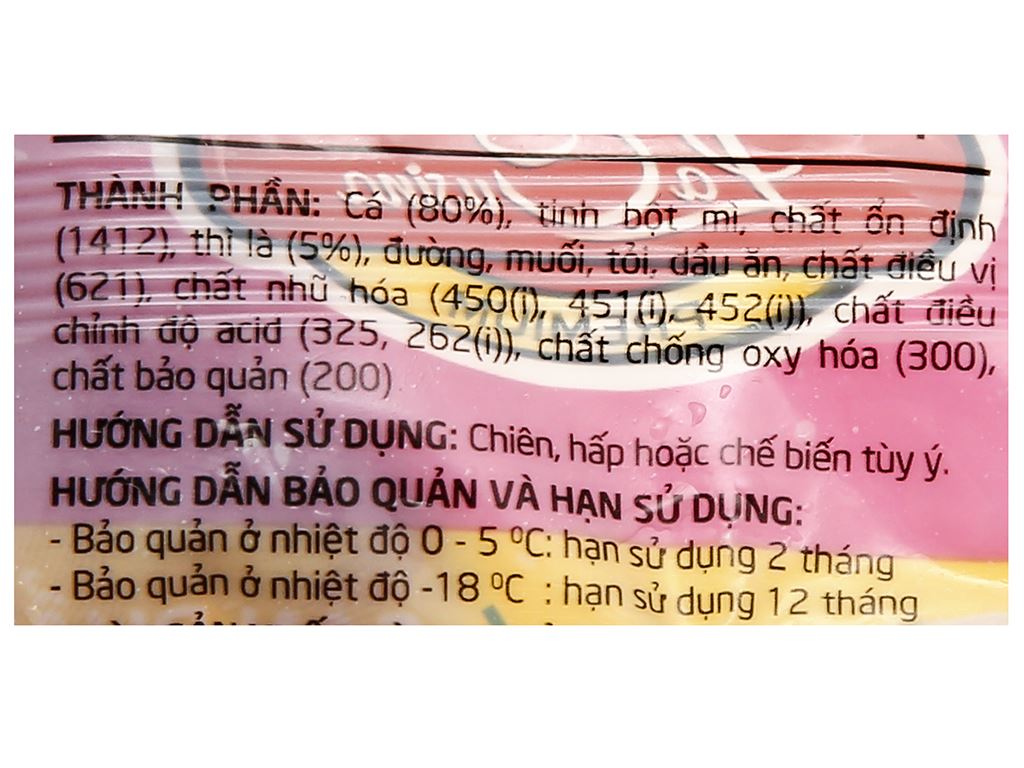 THÀNH PHẦN: Cá (80%), tinh bột mì, chất ổn định
(1412), thì là (5%), đường, muối, tỏi, dầu ăn, chất điều vị
(621), chất nhũ hóa (450(i), 451(i), 452(i)), chất điều
chỉnh độ acid (325, 262(i)), chất chống oxy hóa (300),
chất bảo quản (200)
HƯỚNG DẪN SỬ DỤNG: Chiên, hấp hoặc chế biến tùy ý.
HƯỚNG DẪN BẢO QUẢN VÀ HẠN SỬ DỤNG:
- Bảo quản ở nhiệt độ 0 - 5 ºC: hạn sử dụng 2 tháng
- Bảo quản ở nhiệt độ -18 ºC : hạn sử dụng 12 tháng